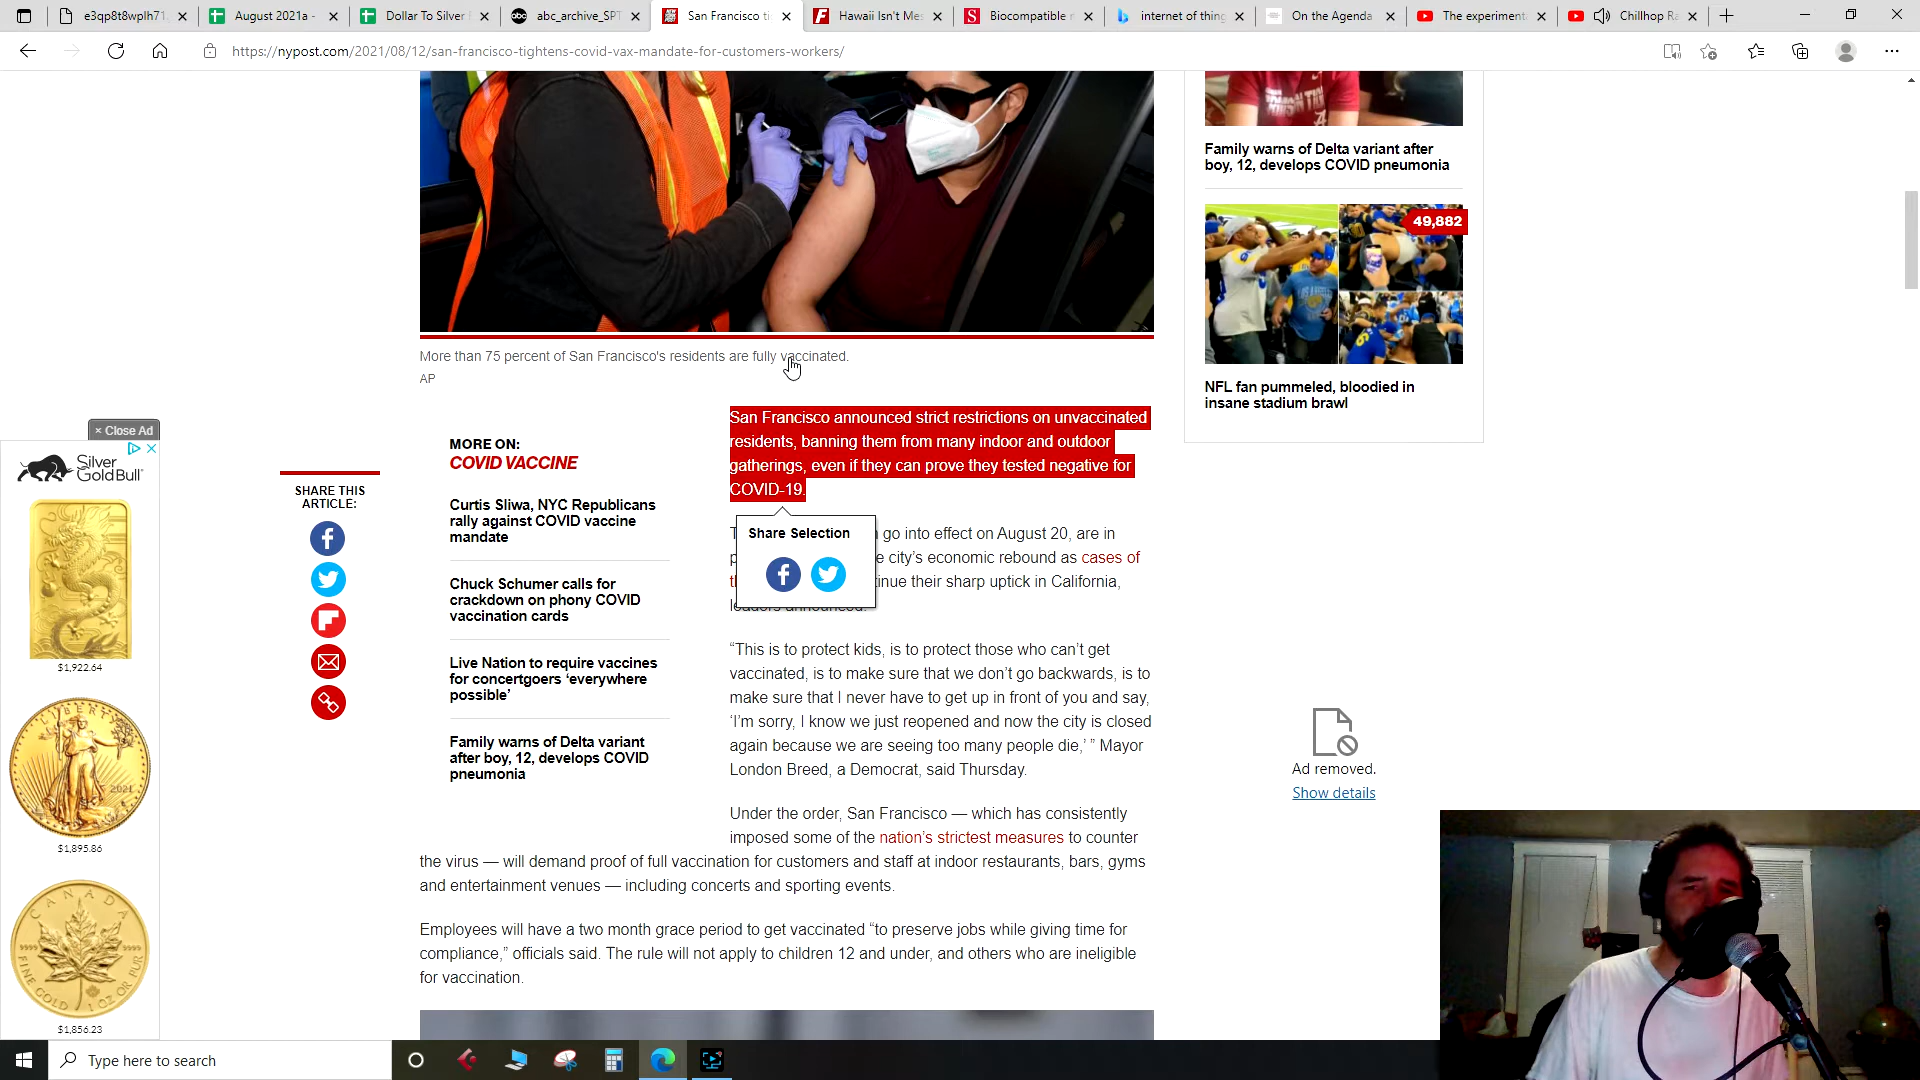 e3qp8t8wplh71
August 2021a -
Dollar To Silver
abc_archive_SPT
San Francisco ti
Hawaii Isn't Me
Biocompatible
internet of thing
On the Agenda
The experiment
Chillhop Ra
https://nypost.com/2021/08/12/san-francisco-tightens-covid-vax-mandate-for-customers-workers/
Family warns of Delta variant after
boy, 12, develops COVID pneumonia
49,882
NFL fan pummeled, bloodied in
insane stadium brawl
More than 75 percent of San Francisco's residents are fully vaccinated.
AP
× Close Ad
Silver
GoldBull
$1,922.64
LIBERTY
2021
$1,895.86
CANADA
9999
9999
FINE GOLD 1 OZ OR PUR
$1,856.23
SHARE THIS
ARTICLE:
MORE ON:
COVID VACCINE
Curtis Sliwa, NYC Republicans
rally against COVID vaccine
mandate
Chuck Schumer calls for
crackdown on phony COVID
vaccination cards
Live Nation to require vaccines
for concertgoers ‘everywhere
possible’
Family warns of Delta variant
after boy, 12, develops COVID
pneumonia
San Francisco announced strict restrictions on unvaccinated
residents, banning them from many indoor and outdoor
gatherings, even if they can prove they tested negative for
COVID-19.
Share Selection
go into effect on August 20, are in
e city’s economic rebound as cases of
tinue their sharp uptick in California,
leaders announced.
“This is to protect kids, is to protect those who can’t get
vaccinated, is to make sure that we don’t go backwards, is to
make sure that I never have to get up in front of you and say,
‘I’m sorry, I know we just reopened and now the city is closed
again because we are seeing too many people die,’ ” Mayor
London Breed, a Democrat, said Thursday.
Under the order, San Francisco — which has consistently
imposed some of the nation’s strictest measures to counter
the virus — will demand proof of full vaccination for customers and staff at indoor restaurants, bars, gyms
and entertainment venues — including concerts and sporting events.
Employees will have a two month grace period to get vaccinated “to preserve jobs while giving time for
compliance,” officials said. The rule will not apply to children 12 and under, and others who are ineligible
for vaccination.
Ad removed.
Show details
Type here to search